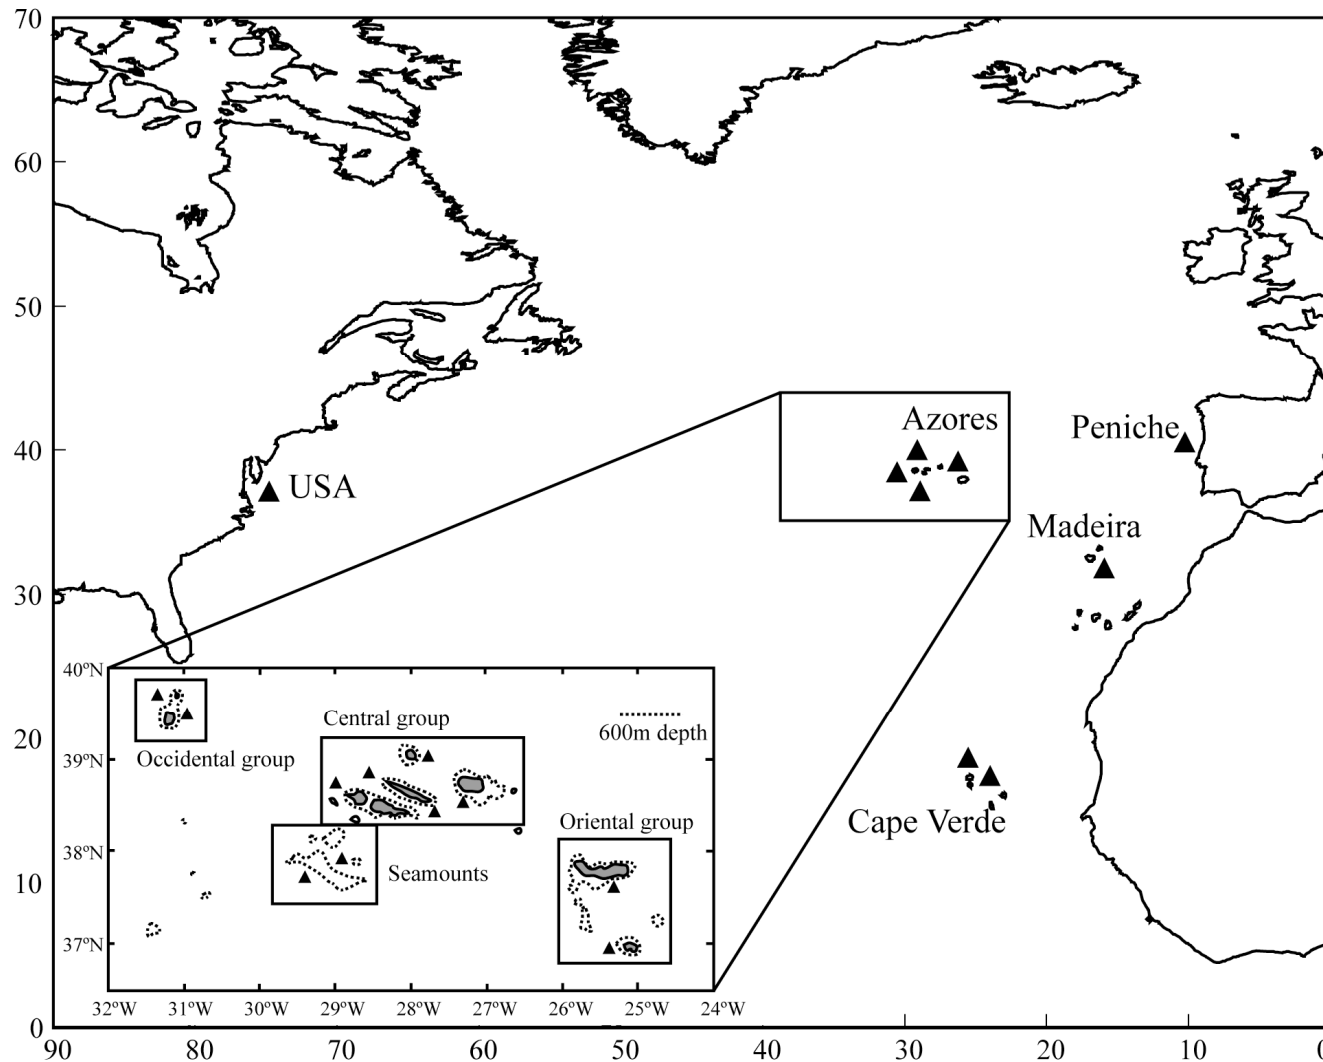 70
60
50
40
30
20
10
0
Azores
Peniche
USA
Madeira
Cape Verde
40ºN
39ºN
38ºN
37ºN
Central group
600m depth
Occidental group
Oriental group
Seamounts
32ºW 31ºW 30ºW 29ºW 28ºW 27ºW 26ºW 25ºW 24ºW
90 80 70 60 50 40 30 20 10 0